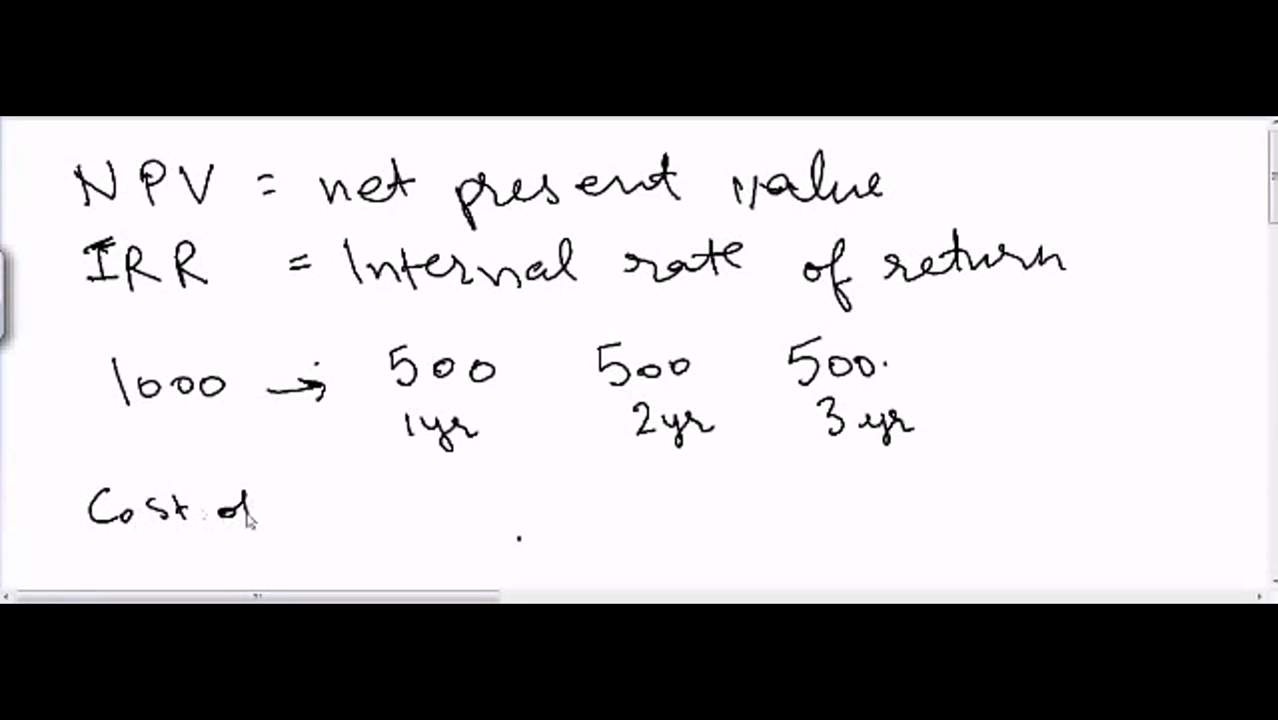 NPV = net present value
IRR = Internal rate of return
1000 → 500 500 500.
1yr 2yr 3yr
Cost of